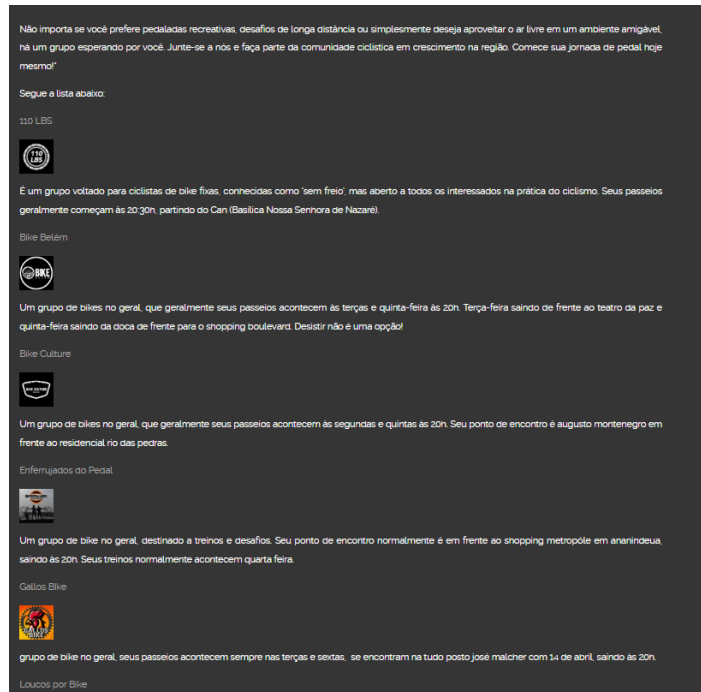 Não importa se você prefere pedaladas recreativas, desafios de longa distância ou simplesmente deseja aproveitar o ar livre em um ambiente amigável,
há um grupo esperando por você. Junte-se a nós e faça parte da comunidade ciclística em crescimento na região. Comece sua jornada de pedal hoje
mesmo!"
Segue a lista abaixo:
110 LBS
110
LBS
É um grupo voltado para ciclistas de bike fixas, conhecidas como 'sem freio', mas aberto a todos os interessados na prática do ciclismo. Seus passeios
geralmente começam às 20:30h, partindo do Can (Basílica Nossa Senhora de Nazaré).
Bike Belém
BIKE
Um grupo de bikes no geral, que geralmente seus passeios acontecem às terças e quinta-feira às 20h. Terça-feira saindo de frente ao teatro da paz e
quinta-feira saindo da doca de frente para o shopping boulevard. Desistir não é uma opção!
Bike Culture
BIKE CULTURE
Um grupo de bikes no geral, que geralmente seus passeios acontecem às segundas e quintas às 20h. Seu ponto de encontro é augusto montenegro em
frente ao residencial rio das pedras.
Enferrujados do Pedal
Um grupo de bike no geral, destinado a treinos e desafios. Seu ponto de encontro normalmente é em frente ao shopping metropóle em ananindeua,
saindo às 20h. Seus treinos normalmente acontecem quarta feira.
Gallos BIke
GALLOS
BIKE
grupo de bike no geral, seus passeios acontecem sempre nas terças e sextas, se encontram na tudo posto josé malcher com 14 de abril, saindo às 20h.
Loucos por Bike